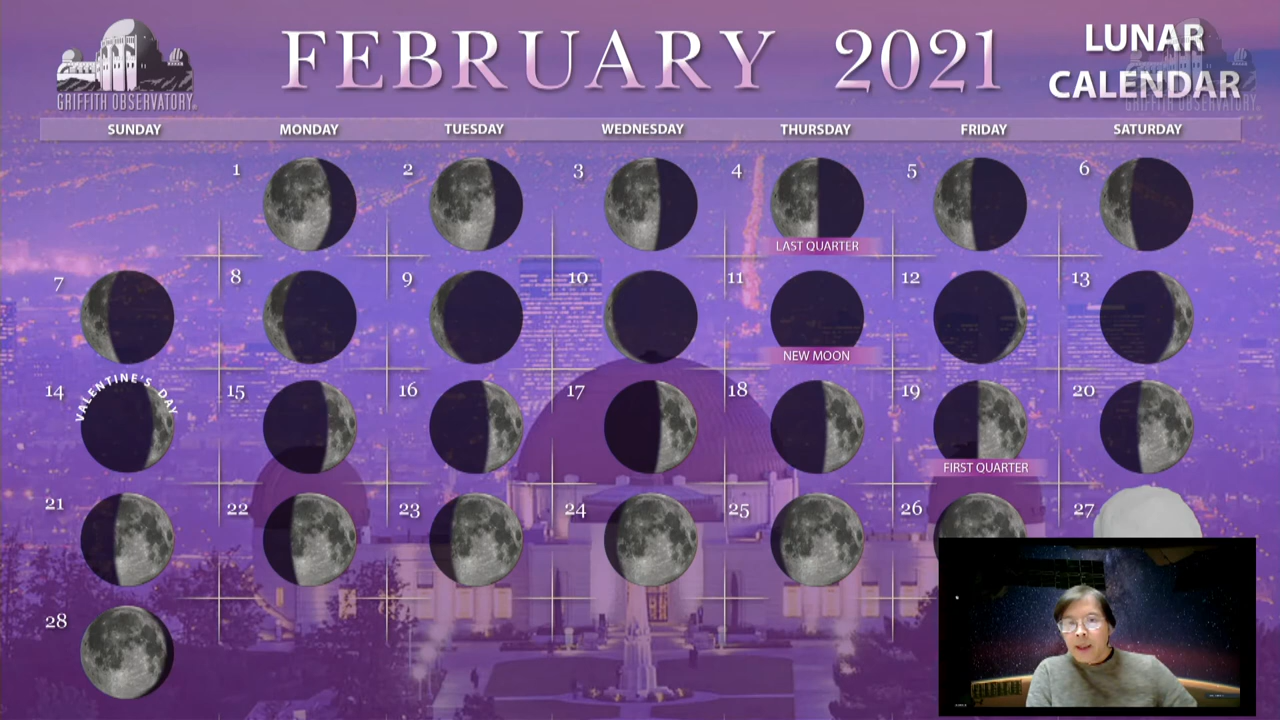 FEBRUARY 2021
LUNAR
CALENDAR
GRIFFITH OBSERVATORY
GRIFFITH OBSERVATORY
SUNDAY MONDAY TUESDAY WEDNESDAY THURSDAY FRIDAY SATURDAY
1 2 3 4 5 6
LAST QUARTER
7 8 9 10 11 12 13
NEW MOON
VALENTINE'S DAY
14 15 16 17 18 19 20
FIRST QUARTER
21 22 23 24 25 26 27
28